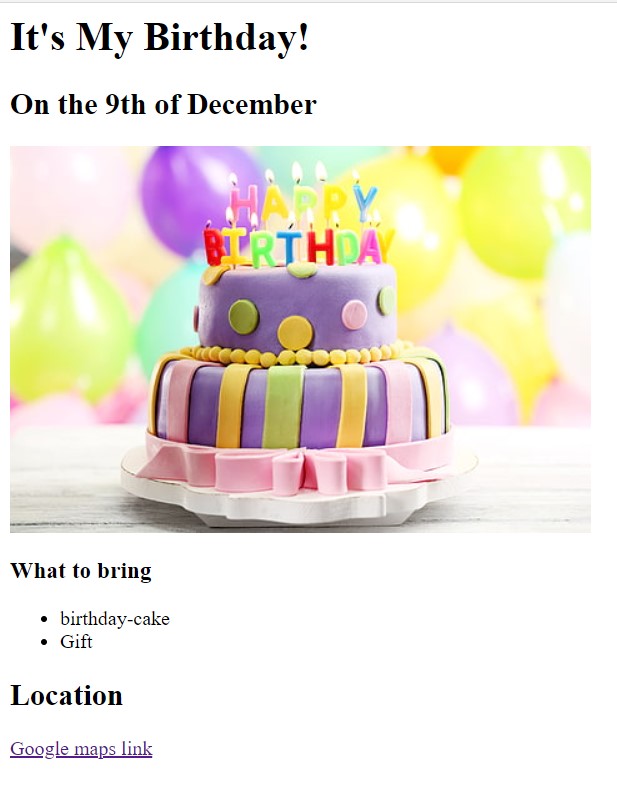 It's My Birthday!
On the 9th of December
HAPPY
BIRTHDAY
What to bring
birthday-cake
Gift
Location
Google maps link